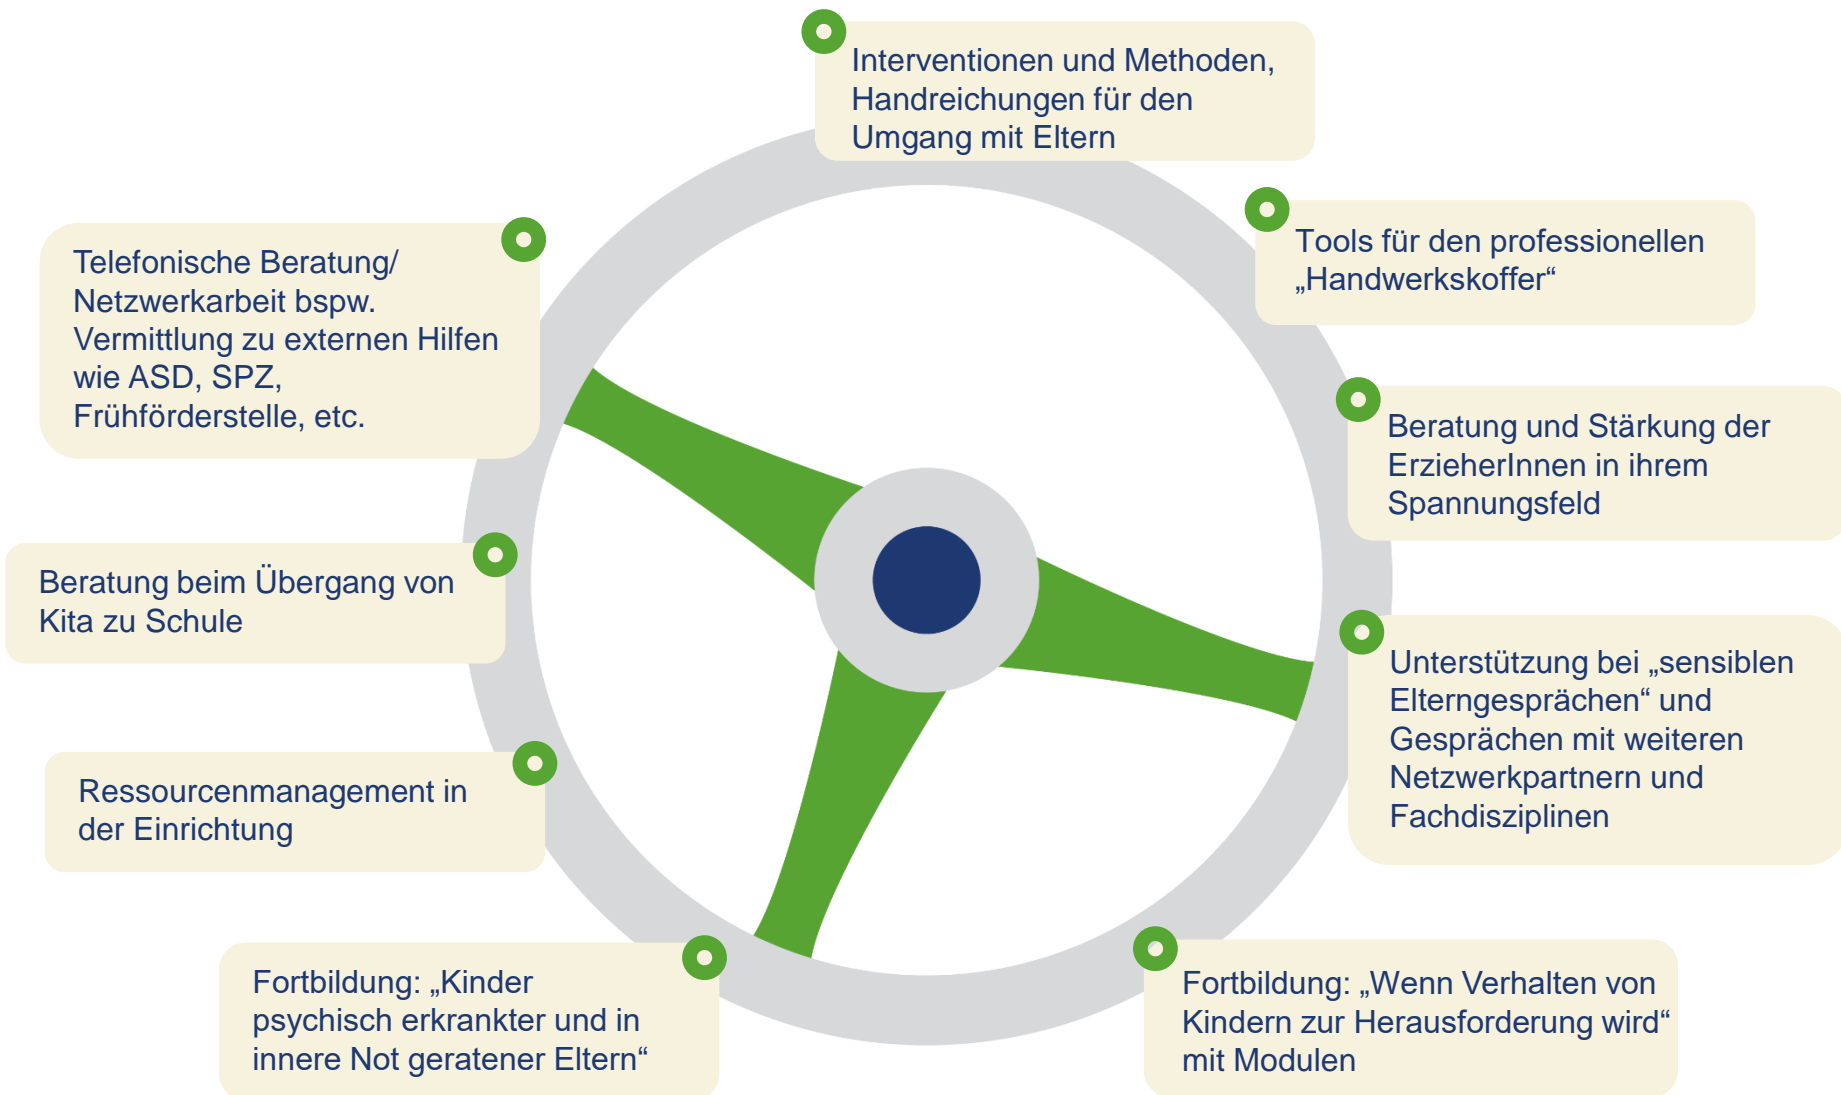 Interventionen und Methoden,
Handreichungen für den
Umgang mit Eltern
Tools für den professionellen
„Handwerkskoffer“
Beratung und Stärkung der
ErzieherInnen in ihrem
Spannungsfeld
Unterstützung bei „sensiblen
Elterngesprächen“ und
Gesprächen mit weiteren
Netzwerkpartnern und
Fachdisziplinen
Fortbildung: „Wenn Verhalten von
Kindern zur Herausforderung wird“
mit Modulen
Fortbildung: „Kinder
psychisch erkrankter und in
innere Not geratener Eltern“
Ressourcenmanagement in
der Einrichtung
Beratung beim Übergang von
Kita zu Schule
Telefonische Beratung/
Netzwerkarbeit bspw.
Vermittlung zu externen Hilfen
wie ASD, SPZ,
Frühförderstelle, etc.